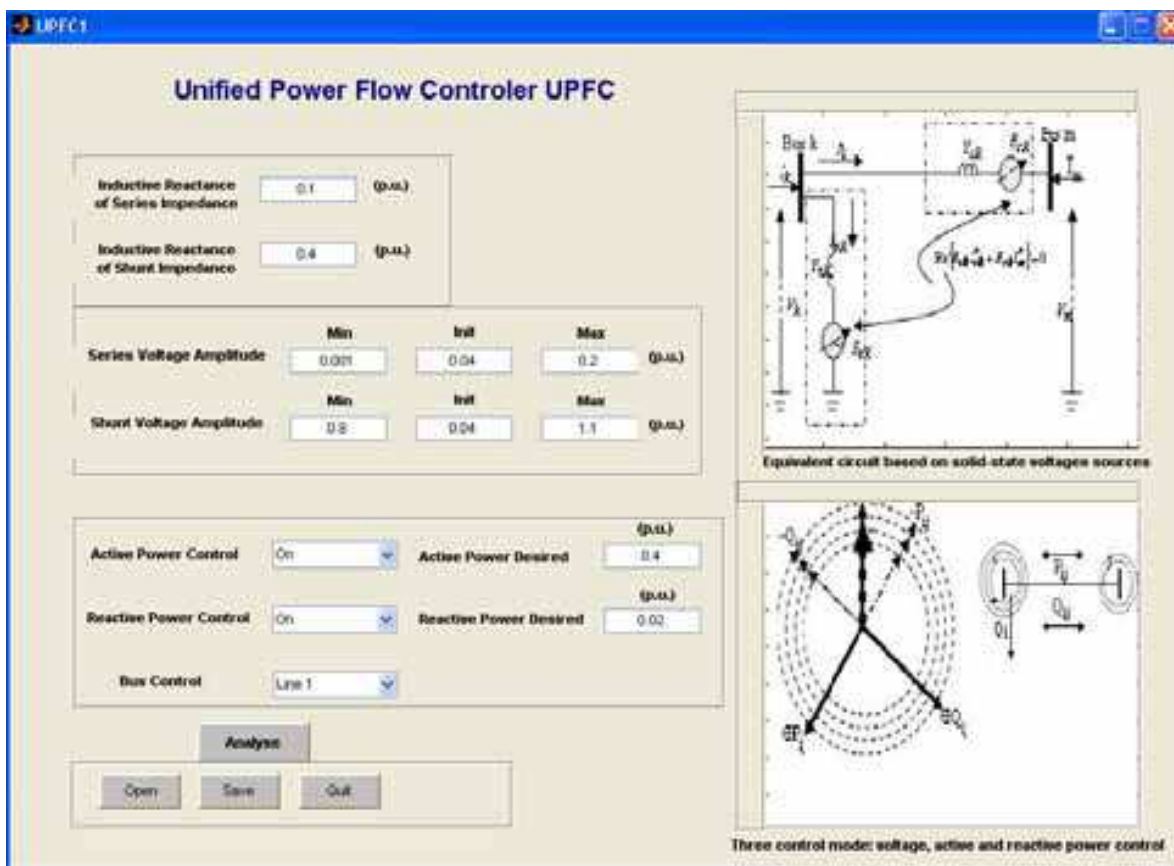 UPFC1
Unified Power Flow Controler UPFC
Inductive Reactance
of Series Impedance
0.1
(p.u.)
Inductive Reactance
of Shunt Impedance
0.4
(p.u.)
Min
Init
Max
Series Voltage Amplitude
0.001
0.04
0.2
(p.u.)
Min
Init
Max
Shunt Voltage Amplitude
0.04
1.1
(p.u.)
(p.u.)
Active Power Control
On
Active Power Desired
0.4
(p.u.)
Reactive Power Control
On
Reactive Power Desired
0.02
Bus Control
Line 1
Analyse
Open
Save
Quit
Bus k
Bus m
Equivalent circuit based on solid-state voltagen sources
Three control mode: voltage, active and reactive power control